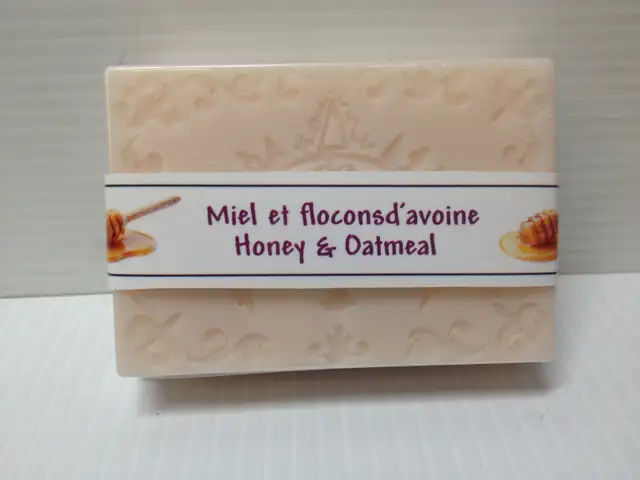 Miel et floconsd'avoine
Honey & Oatmeal